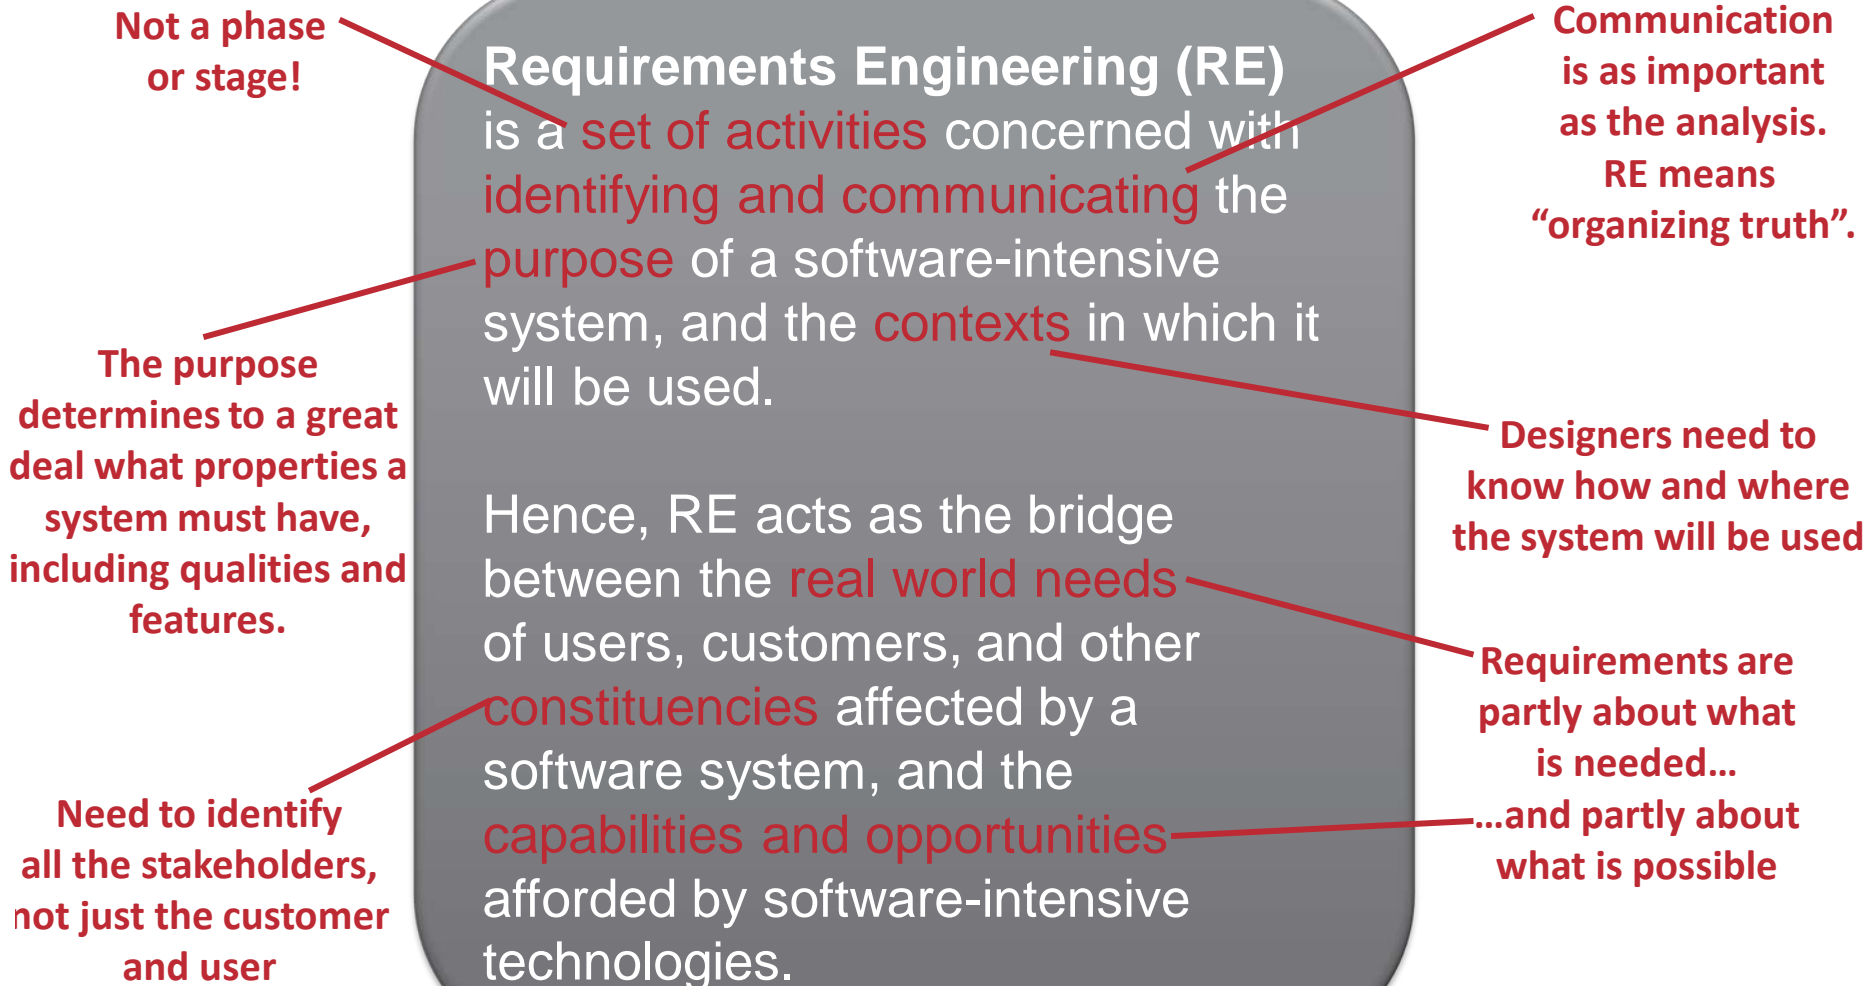 Not a phase
or stage!
Requirements Engineering (RE)
is a set of activities concerned with
identifying and communicating the
purpose of a software-intensive
system, and the contexts in which it
will be used.
Hence, RE acts as the bridge
between the real world needs
of users, customers, and other
constituencies affected by a
software system, and the
capabilities and opportunities
afforded by software-intensive
technologies.
Communication
is as important
as the analysis.
RE means
“organizing truth”.
The purpose
determines to a great
deal what properties a
system must have,
including qualities and
features.
Designers need to
know how and where
the system will be used
Requirements are
partly about what
is needed…
…and partly about
what is possible
Need to identify
all the stakeholders,
not just the customer
and user